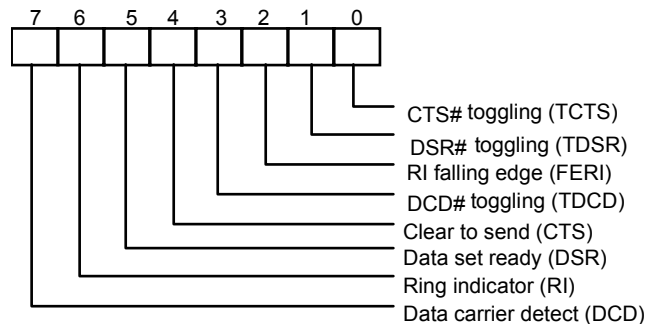 7 6 5 4 3 2 1 0
CTS# toggling (TCTS)
DSR# toggling (TDSR)
RI falling edge (FERI)
DCD# toggling (TDCD)
Clear to send (CTS)
Data set ready (DSR)
Ring indicator (RI)
Data carrier detect (DCD)